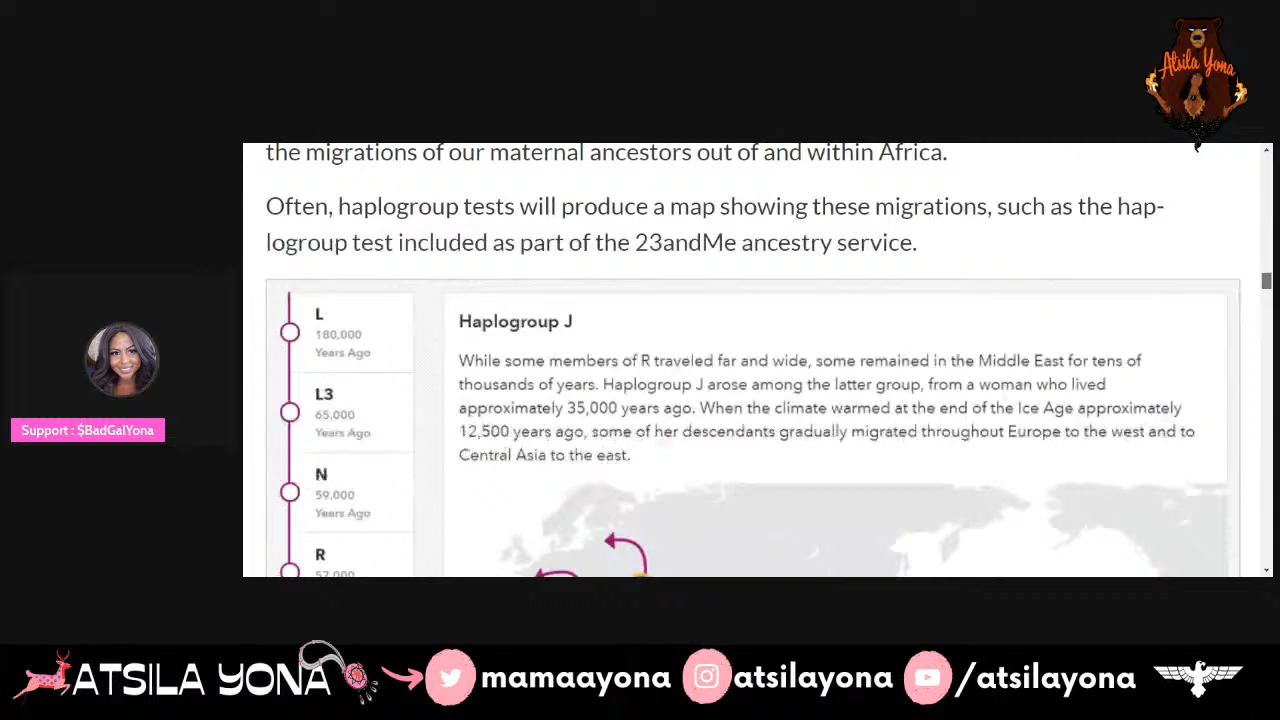 Atsila Yona
the migrations of our maternal ancestors out of and within Africa.
Often, haplogroup tests will produce a map showing these migrations, such as the hap-
logroup test included as part of the 23andMe ancestry service.
L
180,000
Years Ago
L3
65,000
Years Ago
N
59,000
Years Ago
R
57,000
Haplogroup J
While some members of R traveled far and wide, some remained in the Middle East for tens of
thousands of years. Haplogroup J arose among the latter group, from a woman who lived
approximately 35,000 years ago. When the climate warmed at the end of the Ice Age approximately
12,500 years ago, some of her descendants gradually migrated throughout Europe to the west and to
Central Asia to the east.
Support : $BadGalYona
ATSILA YONA
mamaayona
atsilayona
/atsilayona